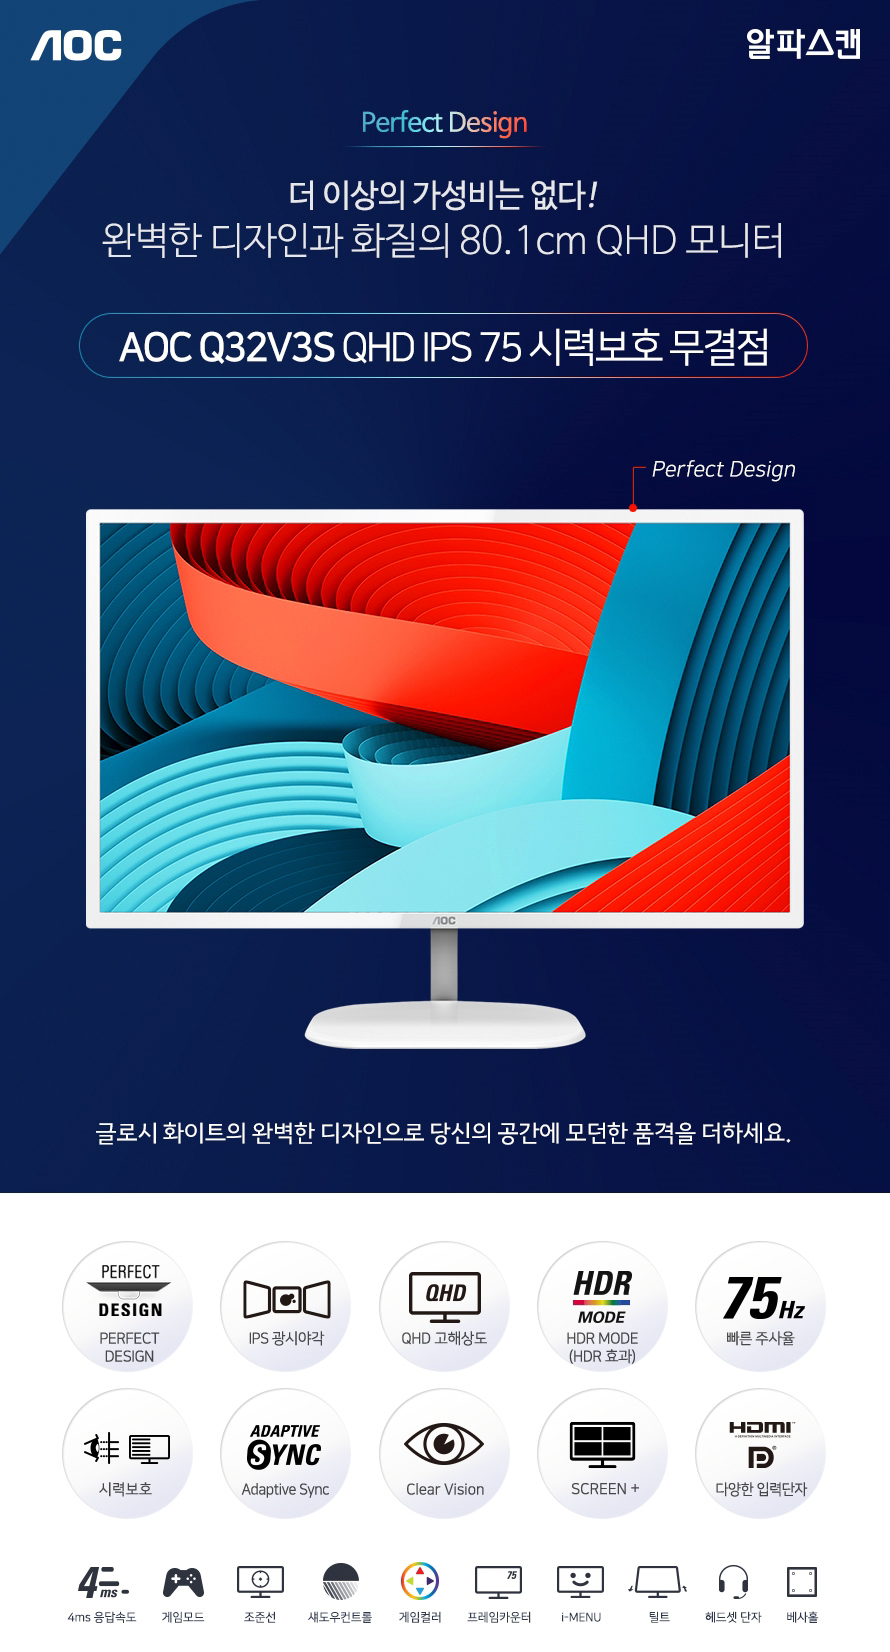 AOC
알파스캔
Perfect Design
더 이상의 가성비는 없다!
완벽한 디자인과 화질의 80.1cm QHD 모니터
AOC Q32V3S QHD IPS 75 시력보호 무결점
Perfect Design
AOC
글로시 화이트의 완벽한 디자인으로 당신의 공간에 모던한 품격을 더하세요.
PERFECT
DESIGN
PERFECT
DESIGN
IPS 광시야각
QHD
QHD 고해상도
HDR
MODE
HDR MODE
(HDR 효과)
75Hz
빠른 주사율
시력보호
ADAPTIVE
SYNC
Adaptive Sync
Clear Vision
SCREEN +
HDMI
다양한 입력단자
4ms
4ms 응답속도
게임모드
조준선
섀도우컨트롤
게임컬러
75
프레임카운터
i-MENU
틸트
헤드셋 단자
베사홀